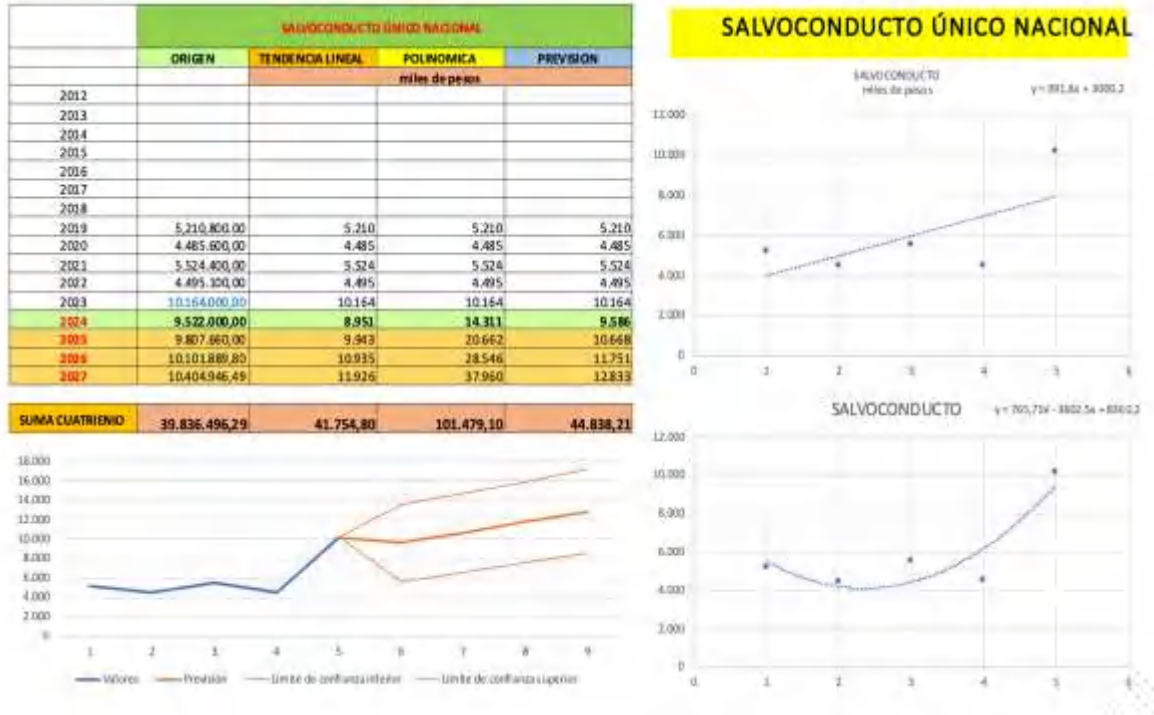 SALVOCONDUCTO ÚNICO NACIONAL
ORIGEN TENDENCIA LINEAL POLINOMICA PREVISION
miles de pesos
2012
2013
2014
2015
2016
2017
2018
2019 5,210,800.00 5.210 5.210 5.210
2020 4.485.600,00 4.485 4.485 4.485
2021 5.524.400,00 5.524 5.524 5.524
2022 4.495.100,00 4.495 4.495 4.495
2023 10.164.000,00 10.164 10.164 10.164
2024 9.522.000,00 8.951 14.311 9.586
2025 9.807.660,00 9.943 20.662 10.668
2026 10.101.889,80 10.935 28.546 11.751
2027 10.404.946,49 11.926 37.960 12.833
SUMA CUATRIENIO 39.836.496,29 41.754,80 101.479,10 44.838,21
18.000
16.000
14.000
12.000
10.000
8.000
6.000
4.000
2.000
0
1 2 3 4 5 6 7 8 9
Valores Previsión Límite de confianza inferior Límite de confianza superior
SALVOCONDUCTO ÚNICO NACIONAL
SALVOCONDUCTO
miles de pesos
y = 991,8x + 3000,2
12.000
10.000
8.000
6.000
4.000
2.000
0
0 1 2 3 4 5 6
SALVOCONDUCTO
12.000
10.000
8.000
6.000
4.000
2.000
0
0 1 2 3 4 5 6